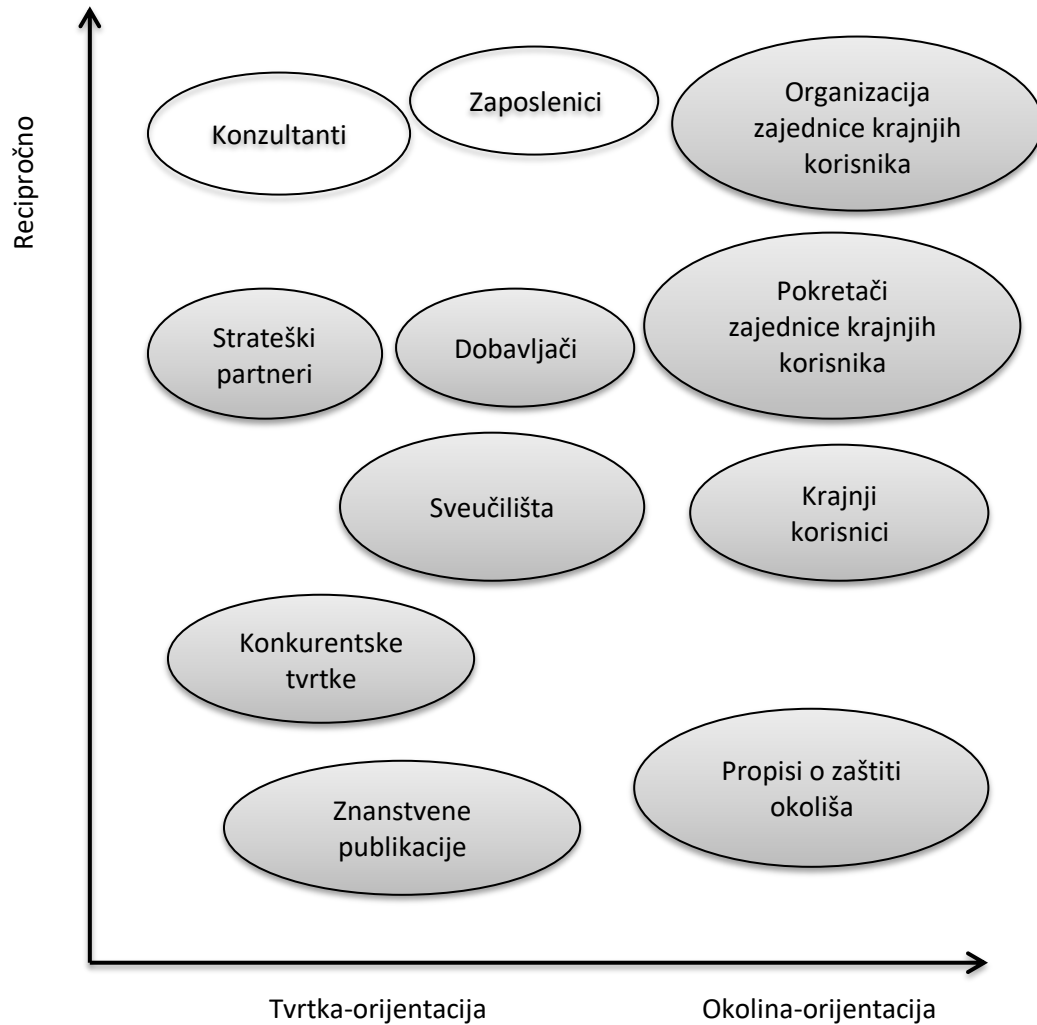 Recipročno
Konzultanti
Zaposlenici
Organizacija
zajednice krajnjih
korisnika
Strateški
partneri
Dobavljači
Pokretači
zajednice krajnjih
korisnika
Sveučilišta
Krajnji
korisnici
Konkurentske
tvrtke
Znanstvene
publikacije
Propisi o zaštiti
okoliša
Tvrtka-orijentacija
Okolina-orijentacija